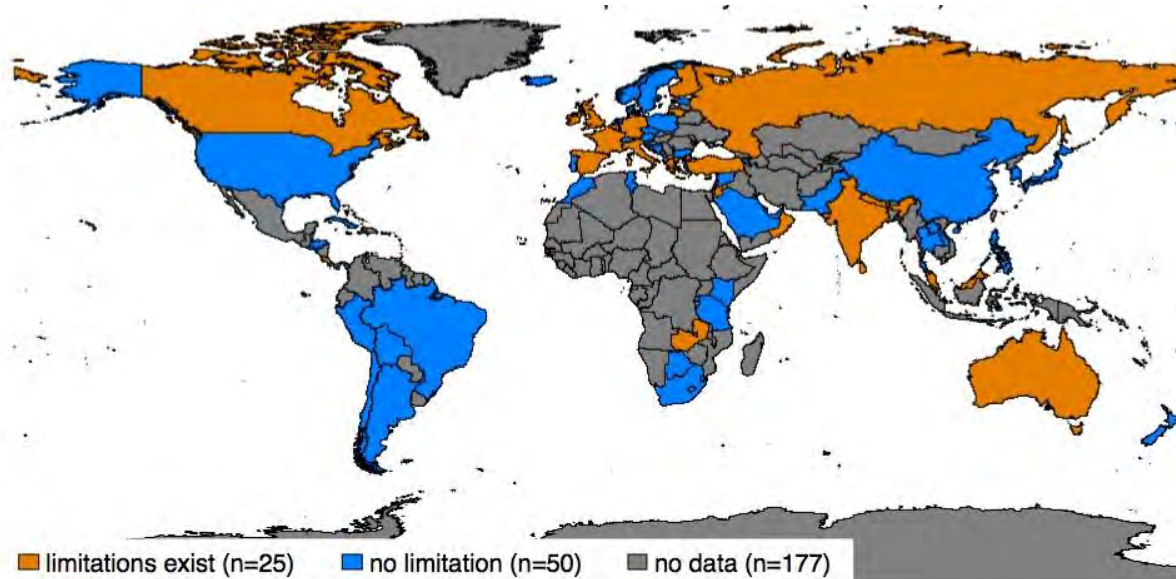 limitations exist (n=25) no limitation (n=50) no data (n=177)